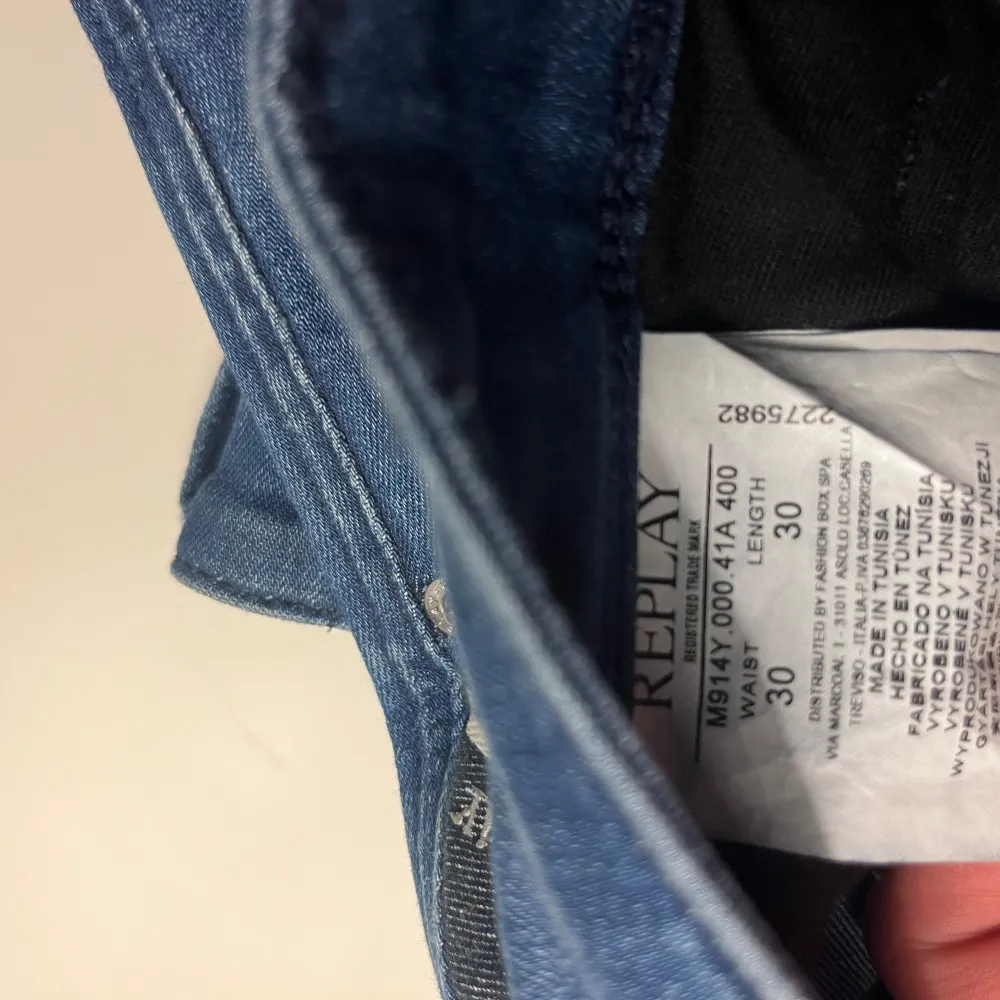 2275982
REPLAY
REGISTERED TRADE MARK
M914Y.000.41A 400
WAIST LENGTH
30 30
DISTRIBUTED BY FASHION BOX SPA
VIA MARCOAI, 1 - 31011 ASOLO LOC.CASELLA
TREVISO - ITALIA-P.IVA 03878290269
MADE IN TUNISIA
HECHO EN TÚNEZ
FABRICADO NA TUNÍSIA
VYROBENO V TUNISKU
VYROBENÉ V TUNISKU
WYPRODUKOWANO W TUNEZJI